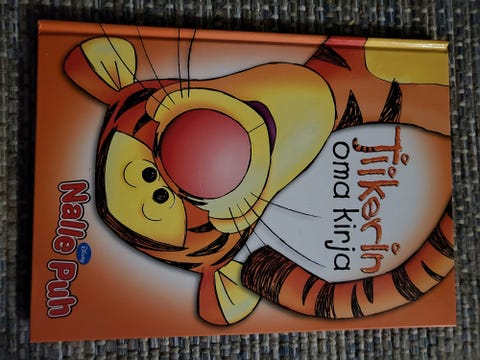 Tiikerin
oma kirja
Disney
Nalle Puh